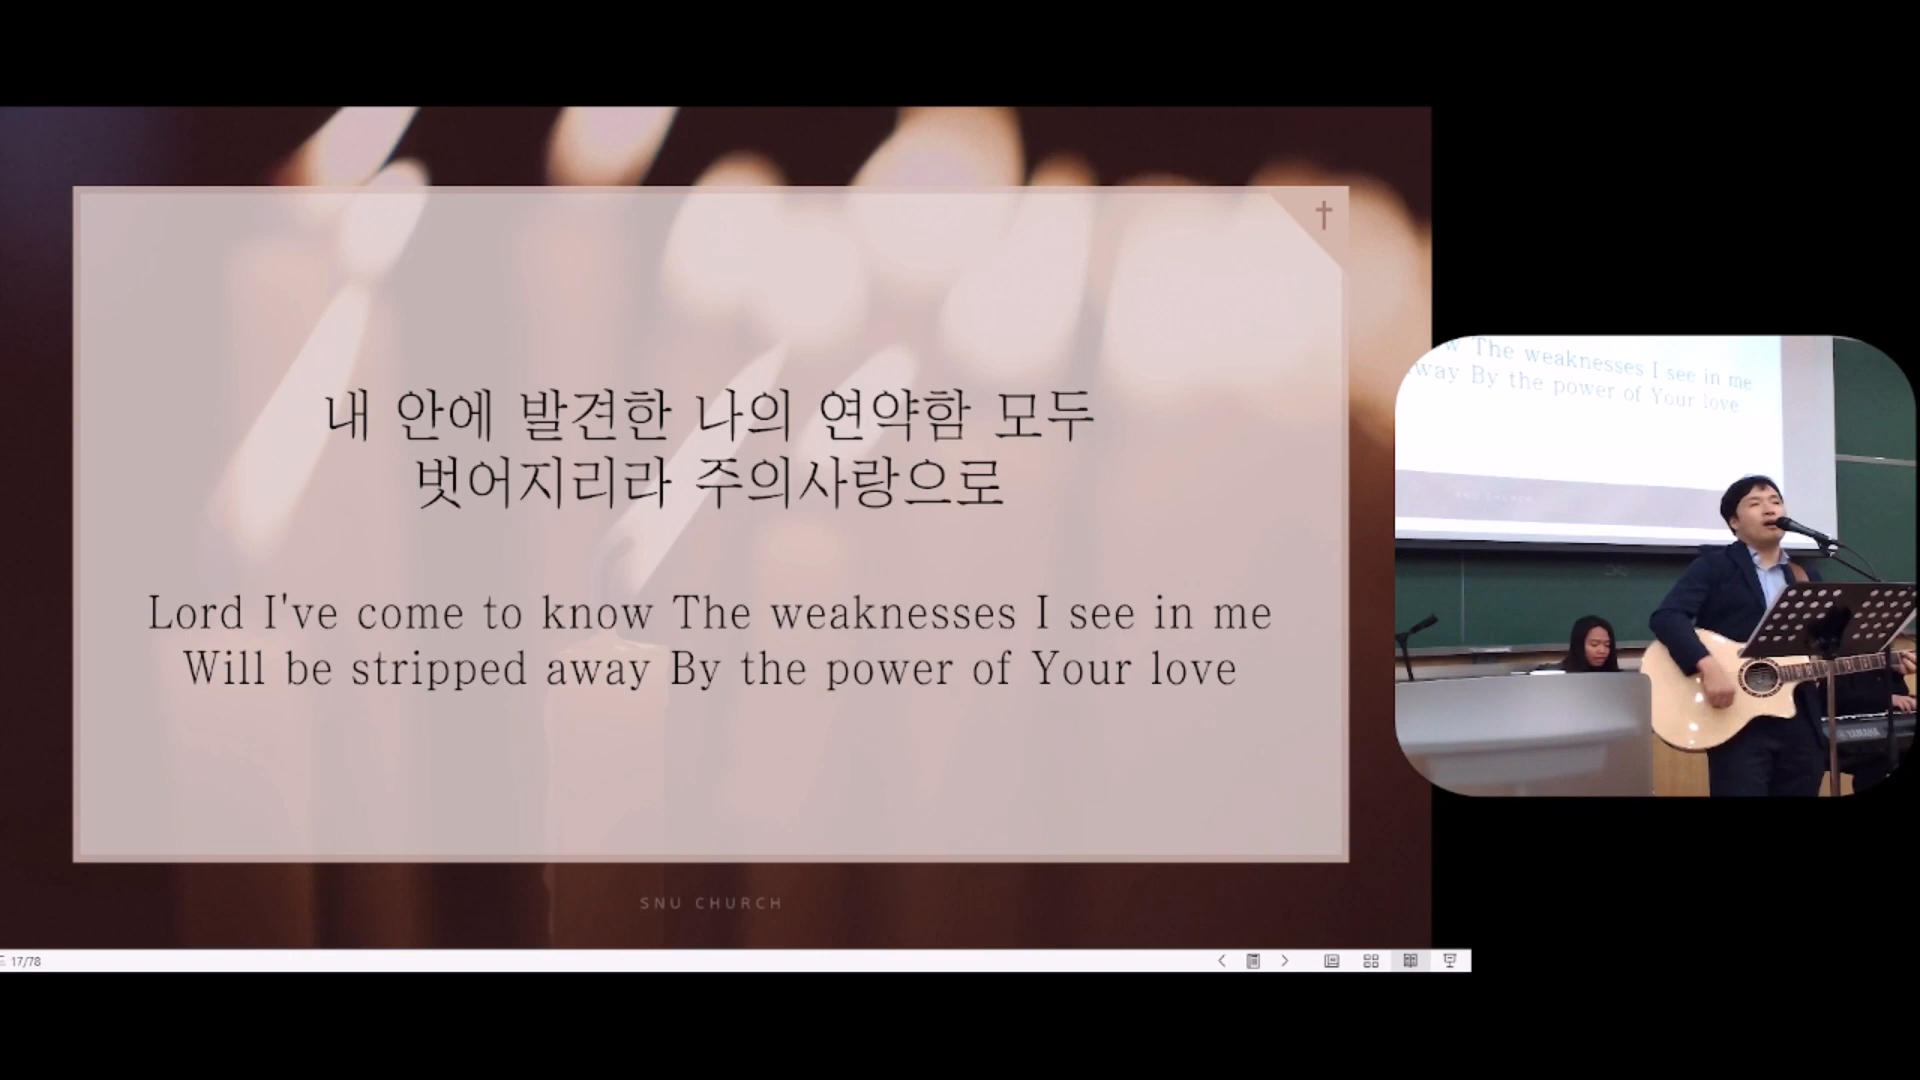 내 안에 발견한 나의 연약함 모두
벗어지리라 주의사랑으로
Lord I've come to know The weaknesses I see in me
Will be stripped away By the power of Your love
SNU CHURCH
17/78
The weaknesses I see in me
way By the power of Your love
SNU CHURCH